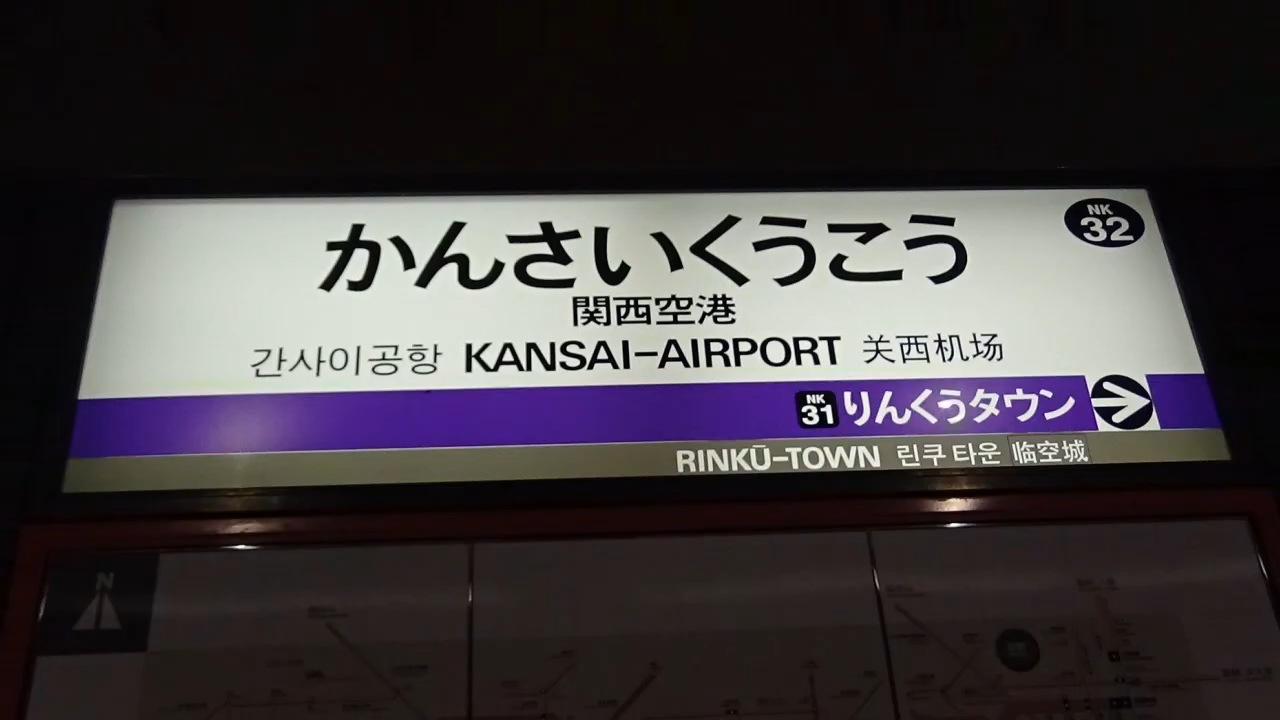 NK
32
かんさいくうこう
関西空港
간사이공항 KANSAI-AIRPORT 关西机场
NK
31 りんくうタウン
RINKŪ-TOWN 린쿠 타운 临空城
N